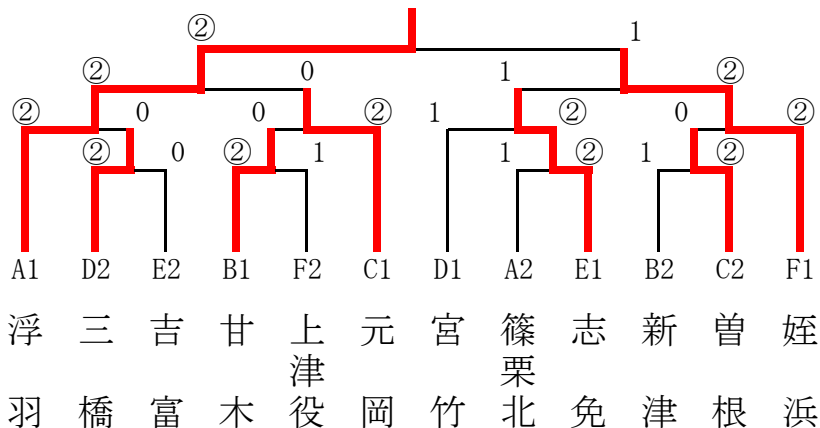 ② 1
② 0 1 ②
② 0 0 ② 1 ② 0 ②
② 0 ② 1 1 ② 1 ②
A1 D2 E2 B1 F2 C1 D1 A2 E1 B2 C2 F1
浮羽 三橋 吉富 甘木 上津役 元岡 宮竹 篠栗北 志免 新津 曽根 姪浜